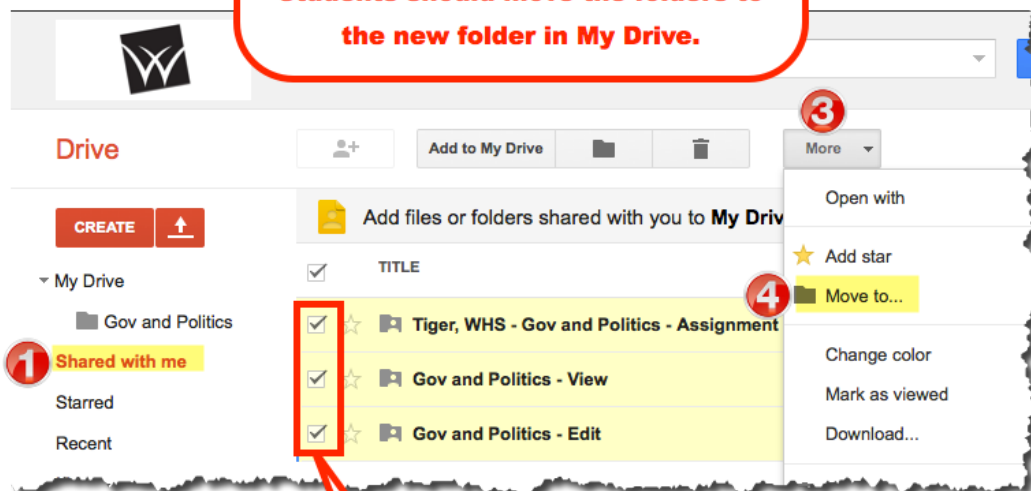 the new folder in My Drive.
3
Drive
Add to My Drive
More
Open with
CREATE
Add files or folders shared with you to My Driv
Add star
TITLE
My Drive
4
Move to...
Gov and Politics
Tiger, WHS - Gov and Politics - Assignment
1
Shared with me
Change color
Gov and Politics - View
Starred
Mark as viewed
Gov and Politics - Edit
Download...
Recent